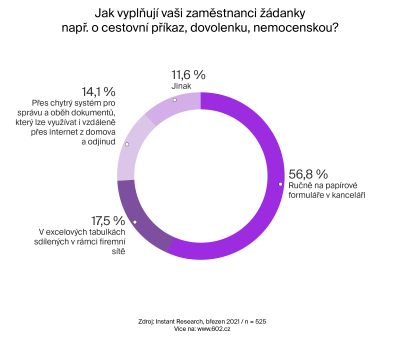 Jak vyplňují vaši zaměstnanci žádanky
např. o cestovní příkaz, dovolenku, nemocenskou?
11,6 %
Jinak
14,1 %
Přes chytrý systém pro
správu a oběh dokumentů,
který lze využívat i vzdáleně
přes internet z domova
a odjinud
56,8 %
Ručně na papírové
formuláře v kanceláři
17,5 %
V excelových tabulkách
sdílených v rámci firemní
sítě
Zdroj: Instant Research, březen 2021 / n = 525
Více na: www.602.cz